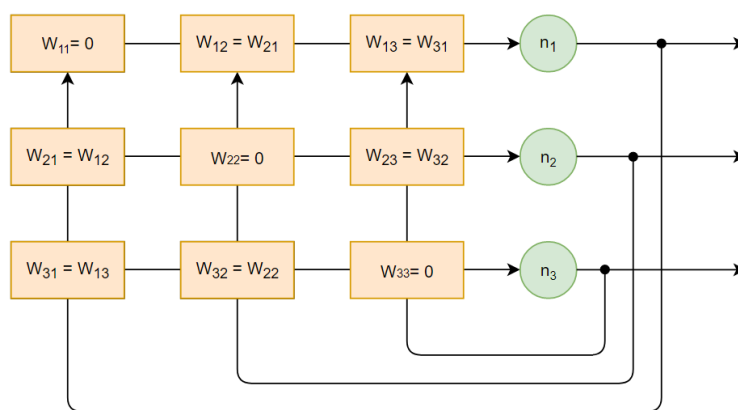 W₁₁= 0
W₁₂ = W₂₁
W₁₃ = W₃₁
n₁
W₂₁ = W₁₂
W₂₂= 0
W₂₃ = W₃₂
n₂
W₃₁ = W₁₃
W₃₂ = W₂₂
W₃₃= 0
n₃